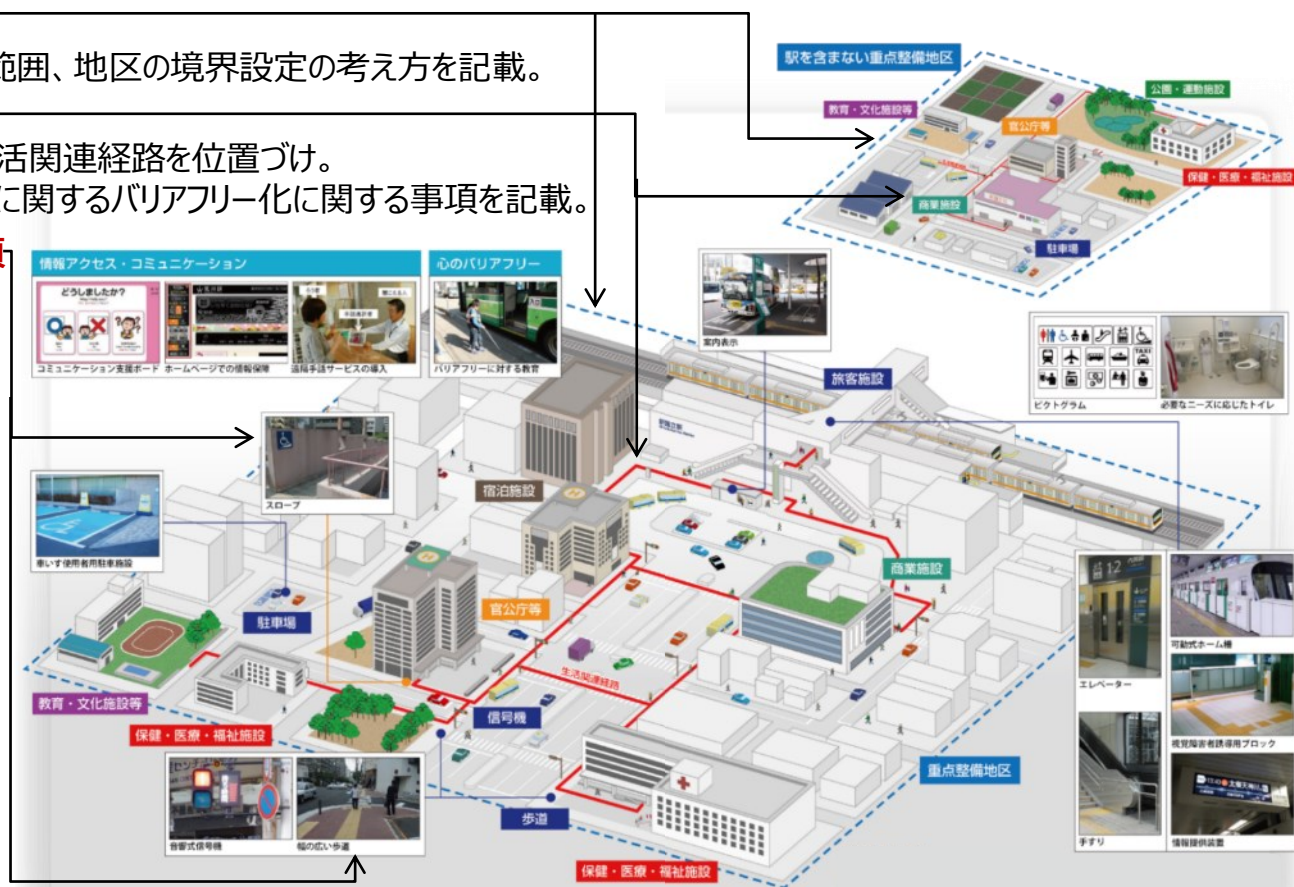 範囲、地区の境界設定の考え方を記載。
活関連経路を位置づけ。
に関するバリアフリー化に関する事項を記載。
駅を含まない重点整備地区
公園・運動施設
教育・文化施設等
官公庁等
保健・医療・福祉施設
商業施設
駐車場
情報アクセス・コミュニケーション
心のバリアフリー
どうしましたか?
コミュニケーション支援ボード
ホームページでの情報保障
遠隔手話サービスの導入
バリアフリーに対する教育
案内表示
旅客施設
TAXI
ピクトグラム
必要なニーズに応じたトイレ
スロープ
宿泊施設
車いす使用者用駐車施設
駐車場
官公庁等
商業施設
生活関連経路
教育・文化施設等
保健・医療・福祉施設
信号機
重点整備地区
歩道
音響式信号機
幅の広い歩道
保健・医療・福祉施設
1・2
エレベーター
可動式ホーム柵
視覚障害者誘導用ブロック
手すり
情報提供装置